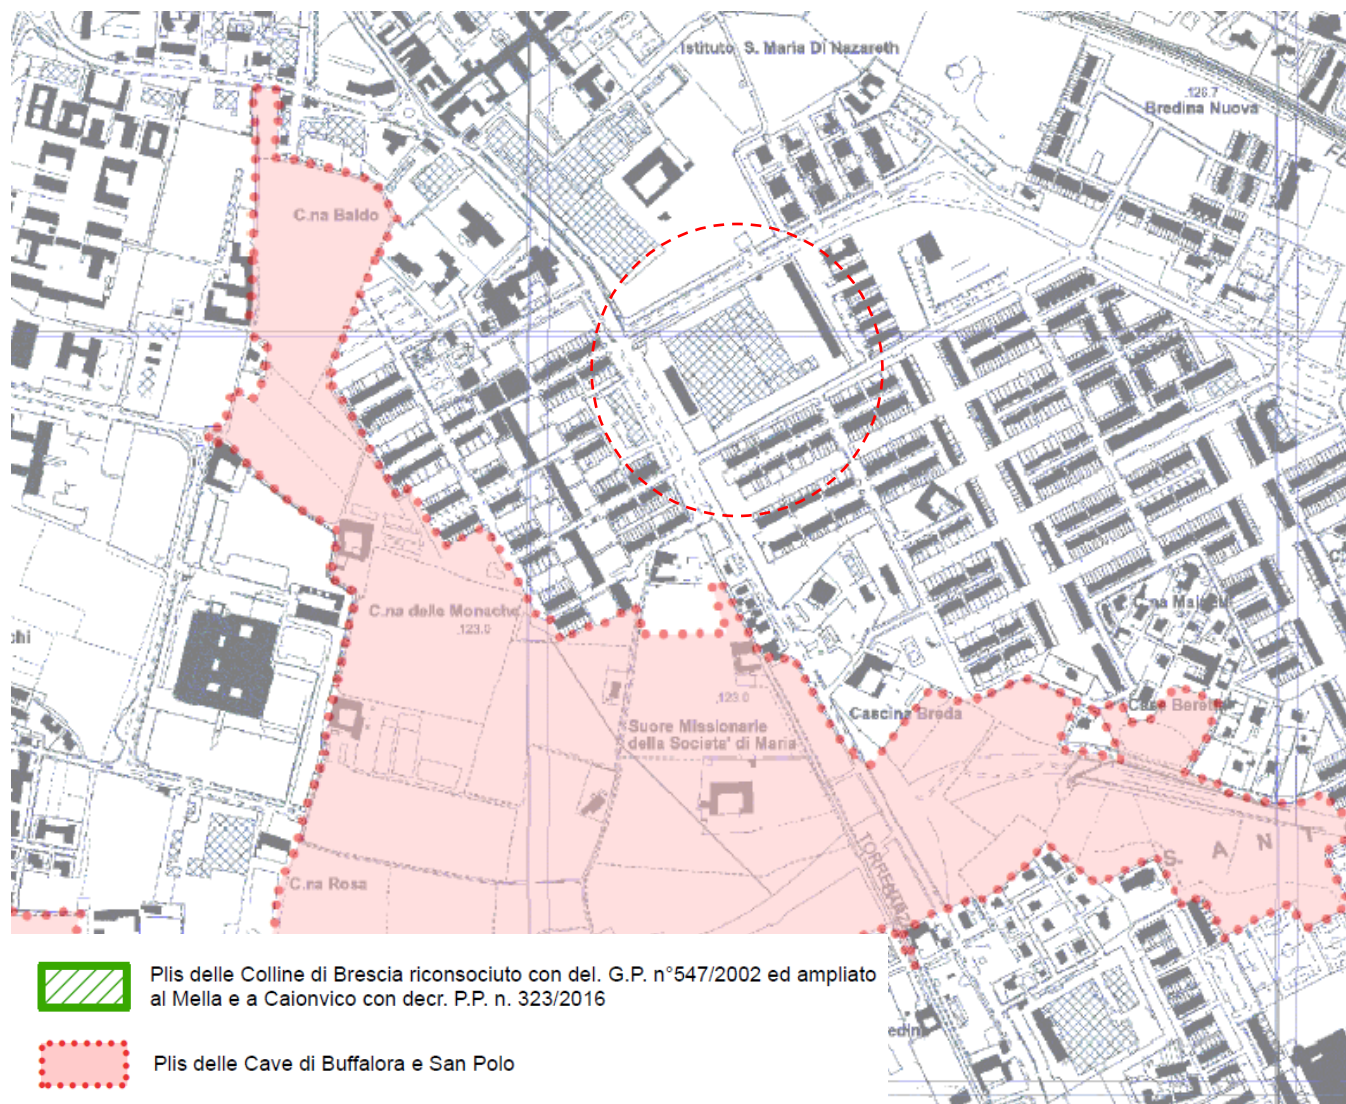 Istituto S. Maria Di Nazareth
.126.7
Bredina Nuova
C.na Baldo
C.na delle Monache
.123.0
chi
.123.0
Suore Missionarie
della Societa' di Maria
Cascina Breda
Case Beretta
S. A N T
C.na Rosa
Plis delle Colline di Brescia riconsociuto con del. G.P. n°547/2002 ed ampliato
al Mella e a Caionvico con decr. P.P. n. 323/2016
Plis delle Cave di Buffalora e San Polo